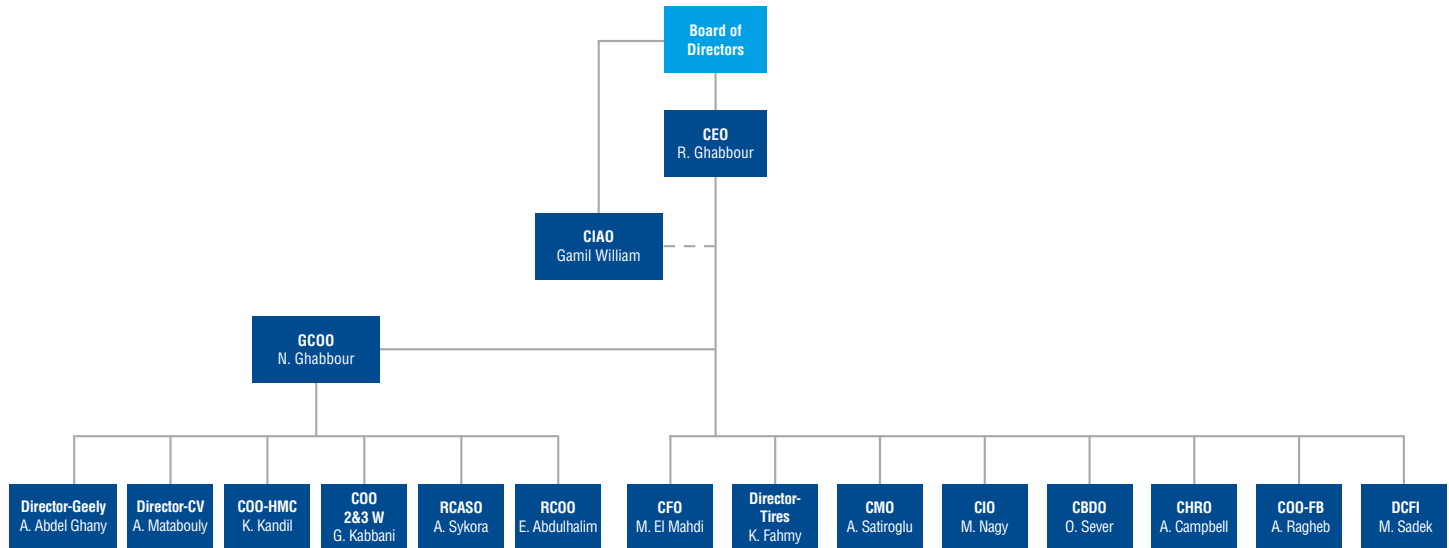 Board of
Directors
CEO
R. Ghabbour
CIAO
Gamil William
GCOO
N. Ghabbour
Director-Geely
A. Abdel Ghany
Director-CV
A. Matabouly
COO-HMC
K. Kandil
COO
2&3 W
G. Kabbani
RCASO
A. Sykora
RCOO
E. Abdulhalim
CFO
M. El Mahdi
Director-
Tires
K. Fahmy
CMO
A. Satiroglu
CIO
M. Nagy
CBDO
O. Sever
CHRO
A. Campbell
COO-FB
A. Ragheb
DCFI
M. Sadek